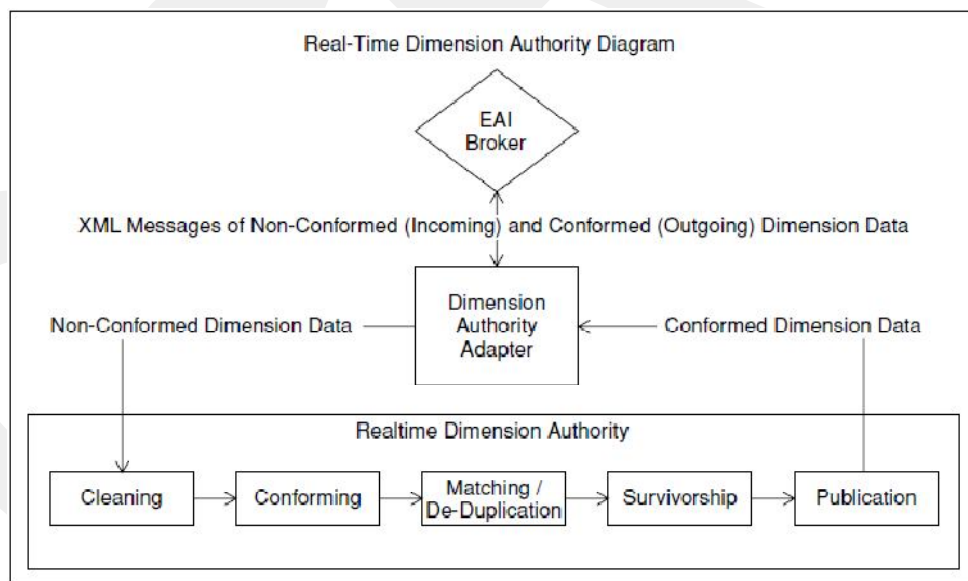 Real-Time Dimension Authority Diagram
EAI
Broker
XML Messages of Non-Conformed (Incoming) and Conformed (Outgoing) Dimension Data
Dimension
Authority
Adapter
Non-Conformed Dimension Data
Conformed Dimension Data
Realtime Dimension Authority
Cleaning
Conforming
Matching /
De-Duplication
Survivorship
Publication